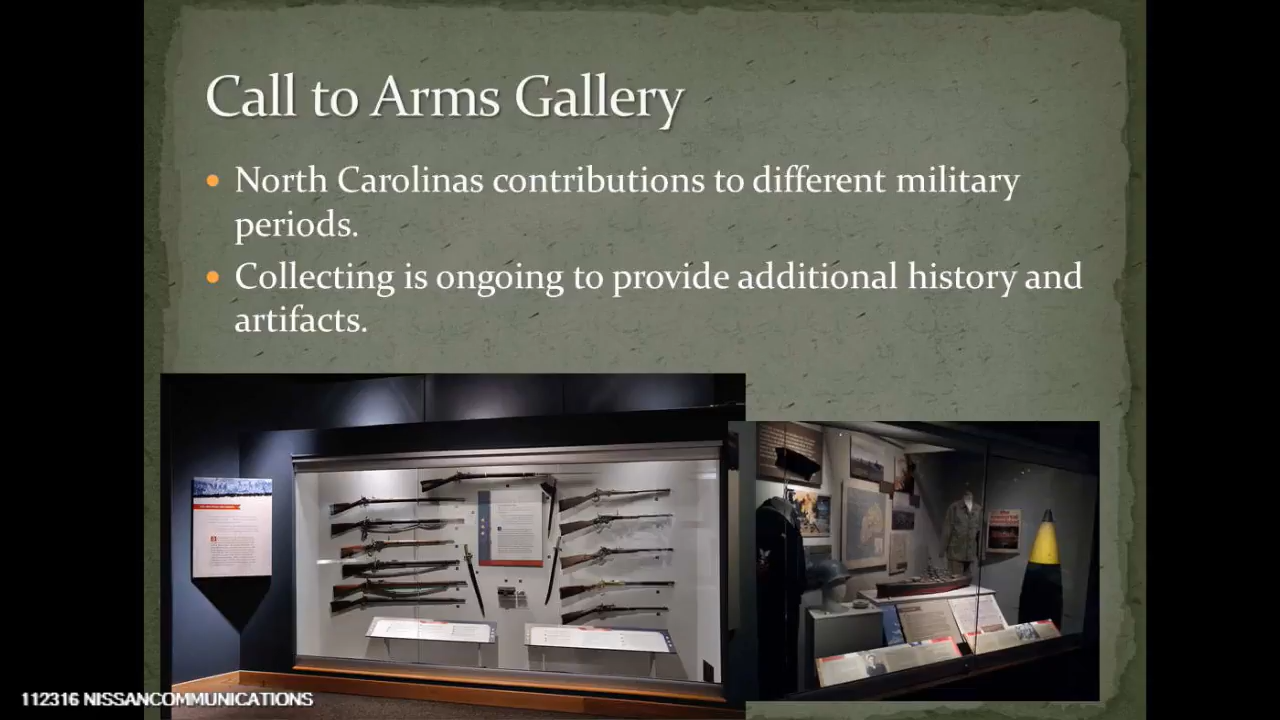 Call to Arms Gallery
North Carolinas contributions to different military
periods.
Collecting is ongoing to provide additional history and
artifacts.
112316 NISSANCOMMUNICATIONS